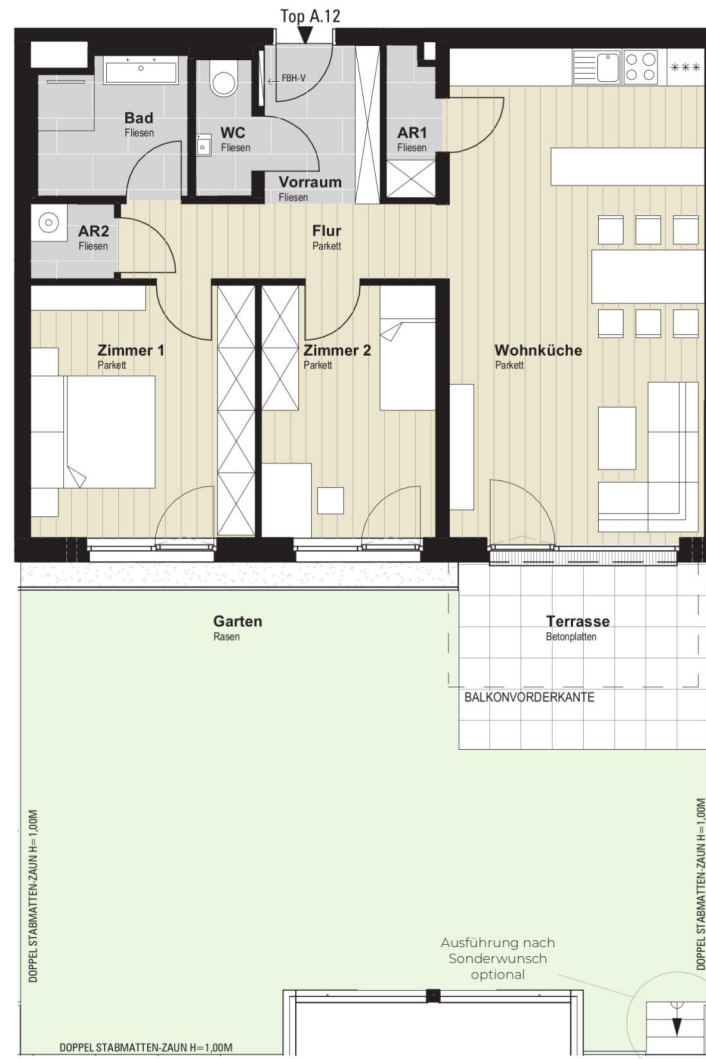 Top A.12
FBH-V
Bad
Fliesen
WC
Fliesen
AR1
Fliesen
***
Vorraum
Fliesen
AR2
Fliesen
Flur
Parkett
Zimmer 1
Parkett
Zimmer 2
Parkett
Wohnküche
Parkett
Garten
Rasen
Terrasse
Betonplatten
BALKONVORDERKANTE
DOPPEL STABMATTEN-ZAUN H=1,00M
DOPPEL STABMATTEN-ZAUN H=1,00M
Ausführung nach
Sonderwunsch
optional
DOPPEL STABMATTEN-ZAUN H=1,00M